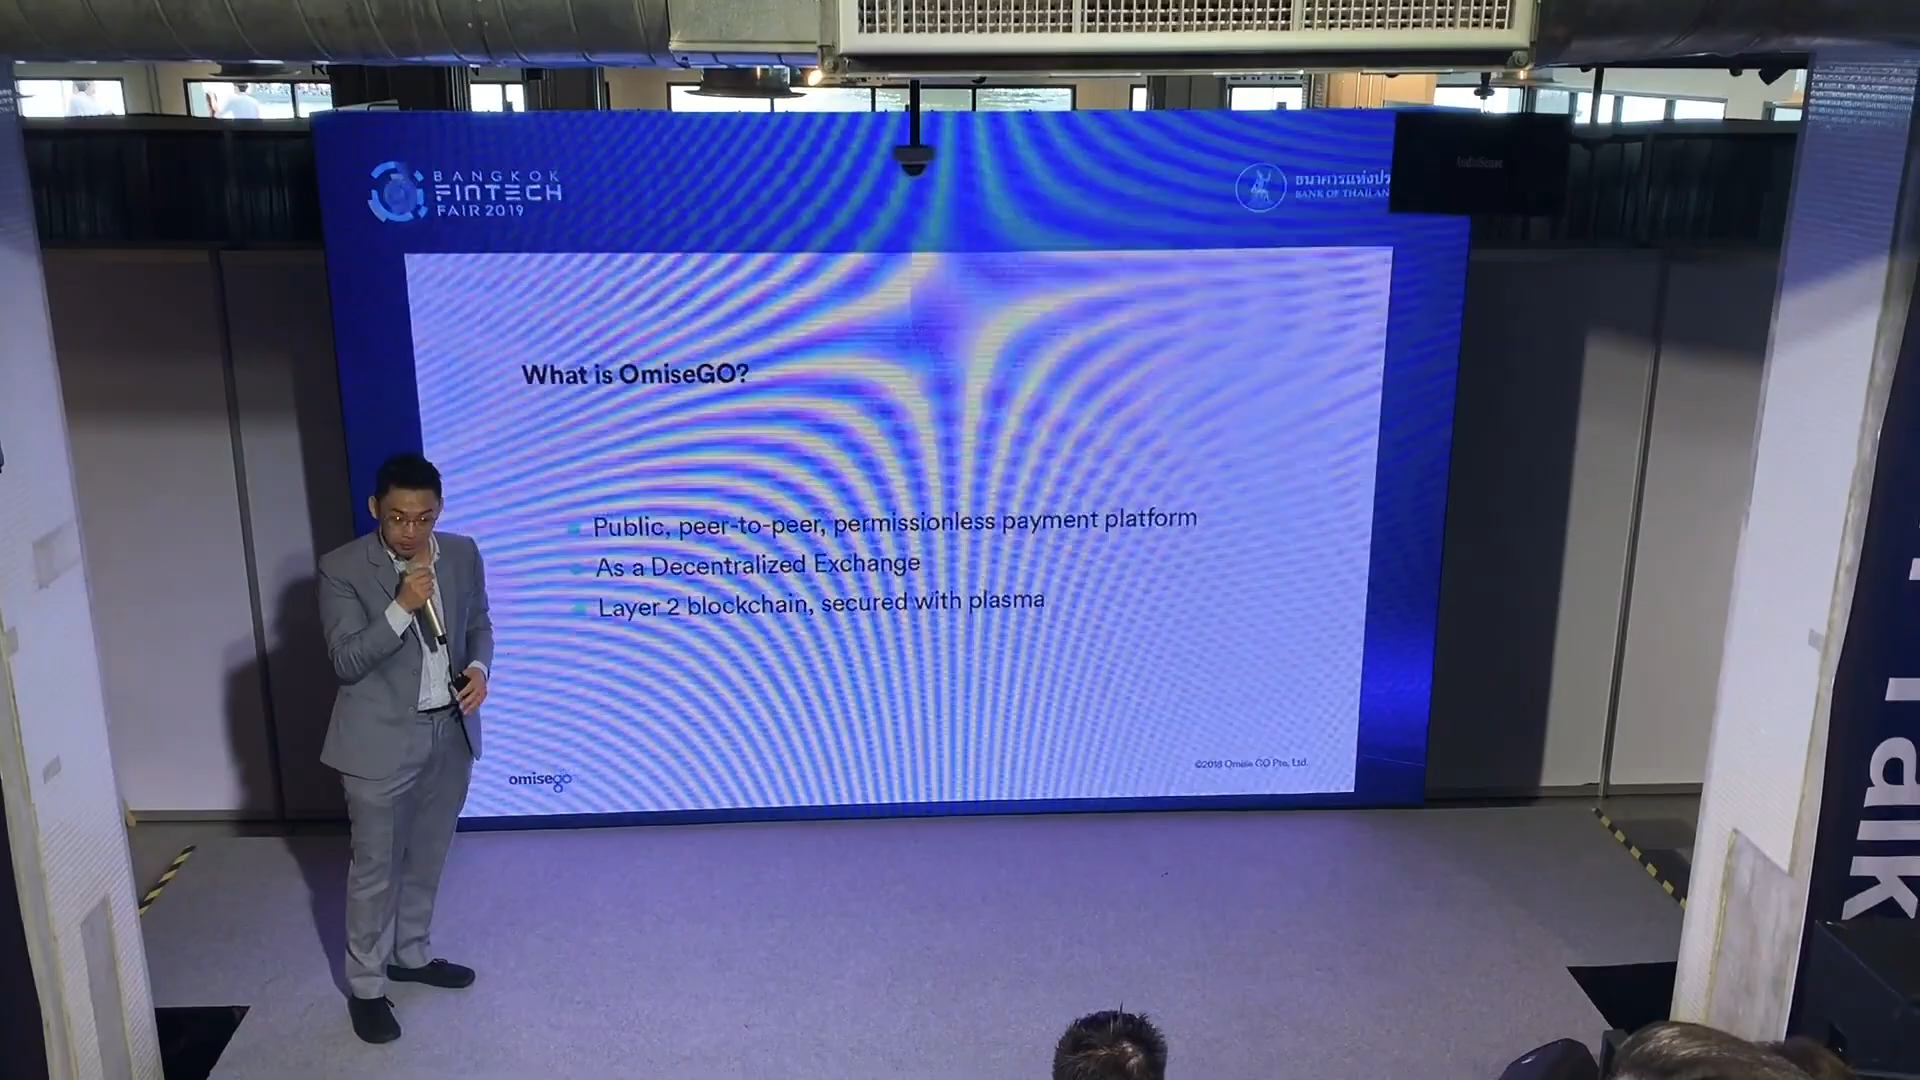 BANGKOK
FINTECH
FAIR 2019
ธนาคารแห่งประ
BANK OF THAILAN
What is OmiseGO?
Public, peer-to-peer, permissionless payment platform
As a Decentralized Exchange
Layer 2 blockchain, secured with plasma
omisego
©2018 Omise GO Pte, Ltd.
Talk